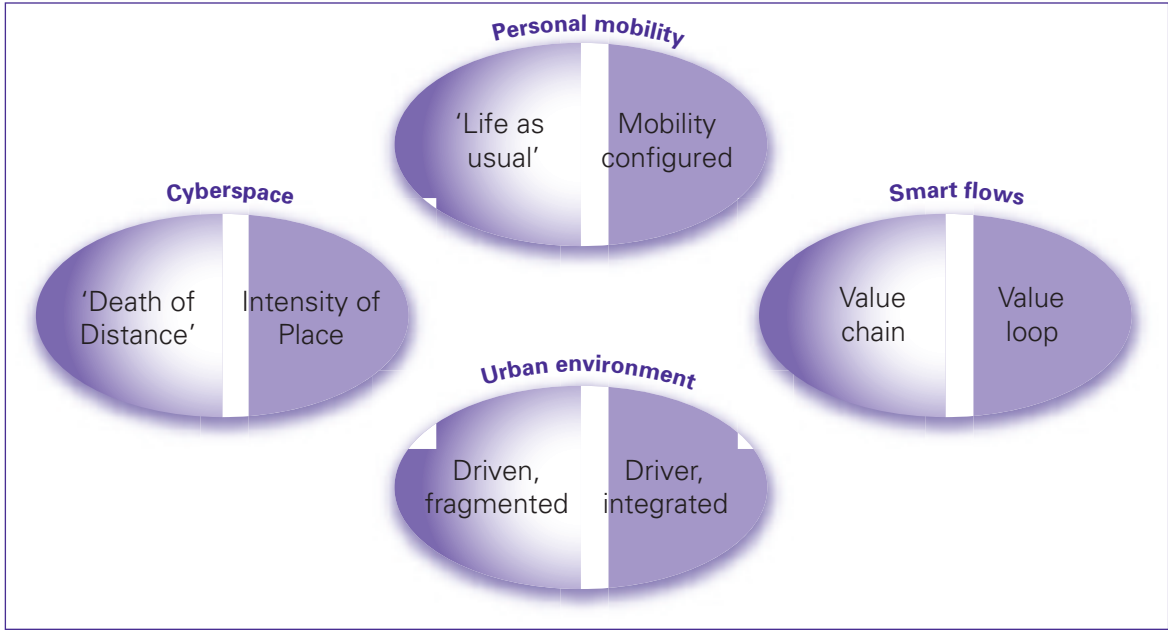 Personal mobility
‘Life as
usual’
Mobility
configured
Cyberspace
‘Death of
Distance’
Intensity of
Place
Smart flows
Value
chain
Value
loop
Urban environment
Driven,
fragmented
Driver,
integrated